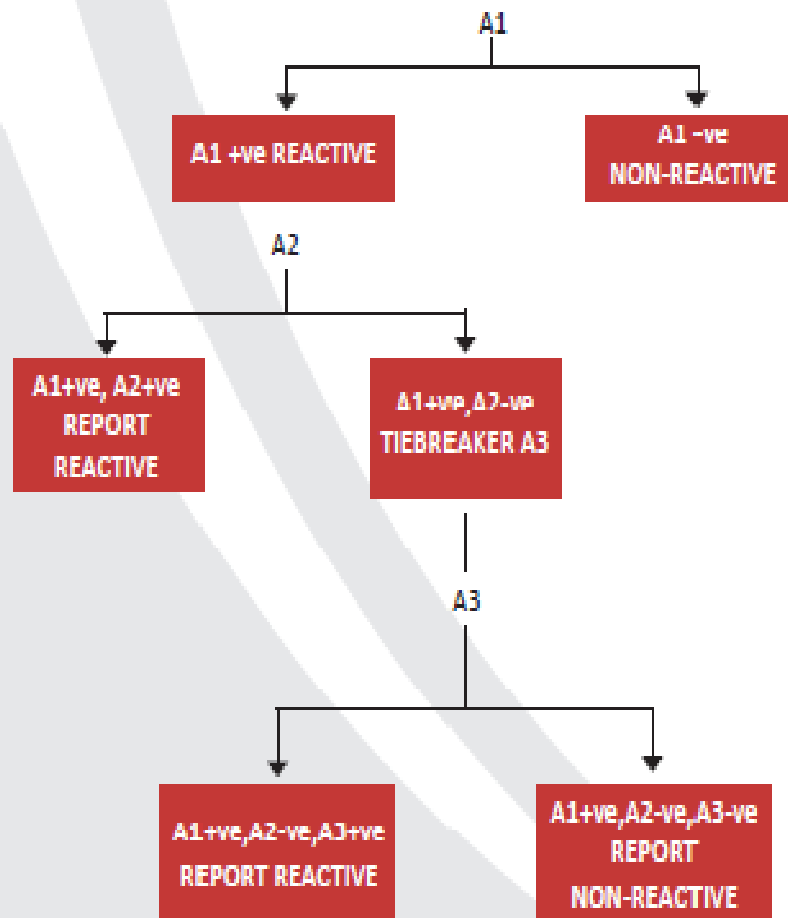 A1
A1 +ve REACTIVE
A1 -ve
NON-REACTIVE
A2
A1+ve, A2+ve
REPORT
REACTIVE
A1+ve,A2-ve
TIEBREAKER A3
A3
A1+ve,A2-ve,A3+ve
REPORT REACTIVE
A1+ve,A2-ve,A3-ve
REPORT
NON-REACTIVE